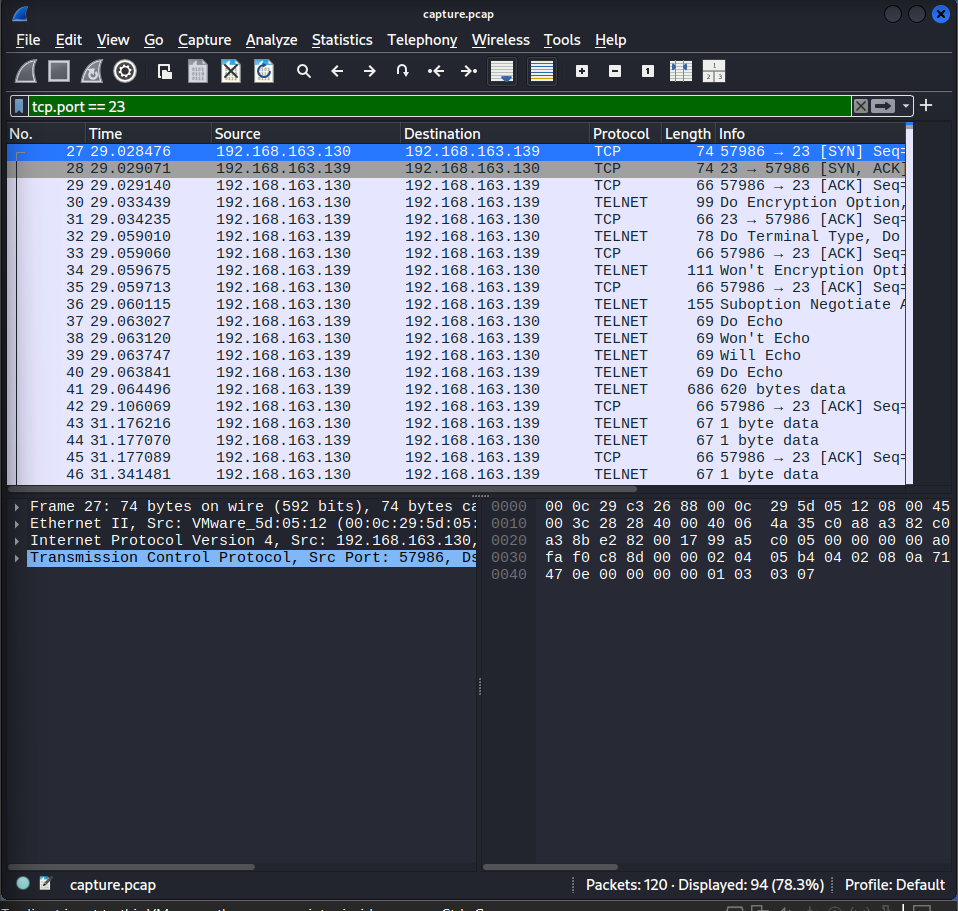 capture.pcap
File Edit View Go Capture Analyze Statistics Telephony Wireless Tools Help
tcp.port == 23
No. Time Source Destination Protocol Length Info
27 29.028476 192.168.163.130 192.168.163.139 TCP 74 57986 → 23 [SYN] Seq=
28 29.029071 192.168.163.139 192.168.163.130 TCP 74 23 → 57986 [SYN, ACK]
29 29.029140 192.168.163.130 192.168.163.139 TCP 66 57986 → 23 [ACK] Seq=
30 29.033439 192.168.163.130 192.168.163.139 TELNET 99 Do Encryption Option,
31 29.034235 192.168.163.139 192.168.163.130 TCP 66 23 → 57986 [ACK] Seq=
32 29.059010 192.168.163.139 192.168.163.130 TELNET 78 Do Terminal Type, Do
33 29.059060 192.168.163.130 192.168.163.139 TCP 66 57986 → 23 [ACK] Seq=
34 29.059675 192.168.163.139 192.168.163.130 TELNET 111 Won't Encryption Opti
35 29.059713 192.168.163.130 192.168.163.139 TCP 66 57986 → 23 [ACK] Seq=
36 29.060115 192.168.163.130 192.168.163.139 TELNET 155 Suboption Negotiate A
37 29.063027 192.168.163.139 192.168.163.130 TELNET 69 Do Echo
38 29.063120 192.168.163.130 192.168.163.139 TELNET 69 Won't Echo
39 29.063747 192.168.163.139 192.168.163.130 TELNET 69 Will Echo
40 29.063841 192.168.163.130 192.168.163.139 TELNET 69 Do Echo
41 29.064496 192.168.163.139 192.168.163.130 TELNET 686 620 bytes data
42 29.106069 192.168.163.130 192.168.163.139 TCP 66 57986 → 23 [ACK] Seq=
43 31.176216 192.168.163.130 192.168.163.139 TELNET 67 1 byte data
44 31.177070 192.168.163.139 192.168.163.130 TELNET 67 1 byte data
45 31.177089 192.168.163.130 192.168.163.139 TCP 66 57986 → 23 [ACK] Seq=
46 31.341481 192.168.163.130 192.168.163.139 TELNET 67 1 byte data
Frame 27: 74 bytes on wire (592 bits), 74 bytes ca
Ethernet II, Src: VMware_5d:05:12 (00:0c:29:5d:05:
Internet Protocol Version 4, Src: 192.168.163.130,
Transmission Control Protocol, Src Port: 57986, Ds
0000 00 0c 29 c3 26 88 00 0c 29 5d 05 12 08 00 45
0010 00 3c 28 28 40 00 40 06 4a 35 c0 a8 a3 82 c0
0020 a3 8b e2 82 00 17 99 a5 c0 05 00 00 00 00 a0
0030 fa f0 c8 8d 00 00 02 04 05 b4 04 02 08 0a 71
0040 47 0e 00 00 00 00 01 03 03 07
capture.pcap Packets: 120 · Displayed: 94 (78.3%) Profile: Default